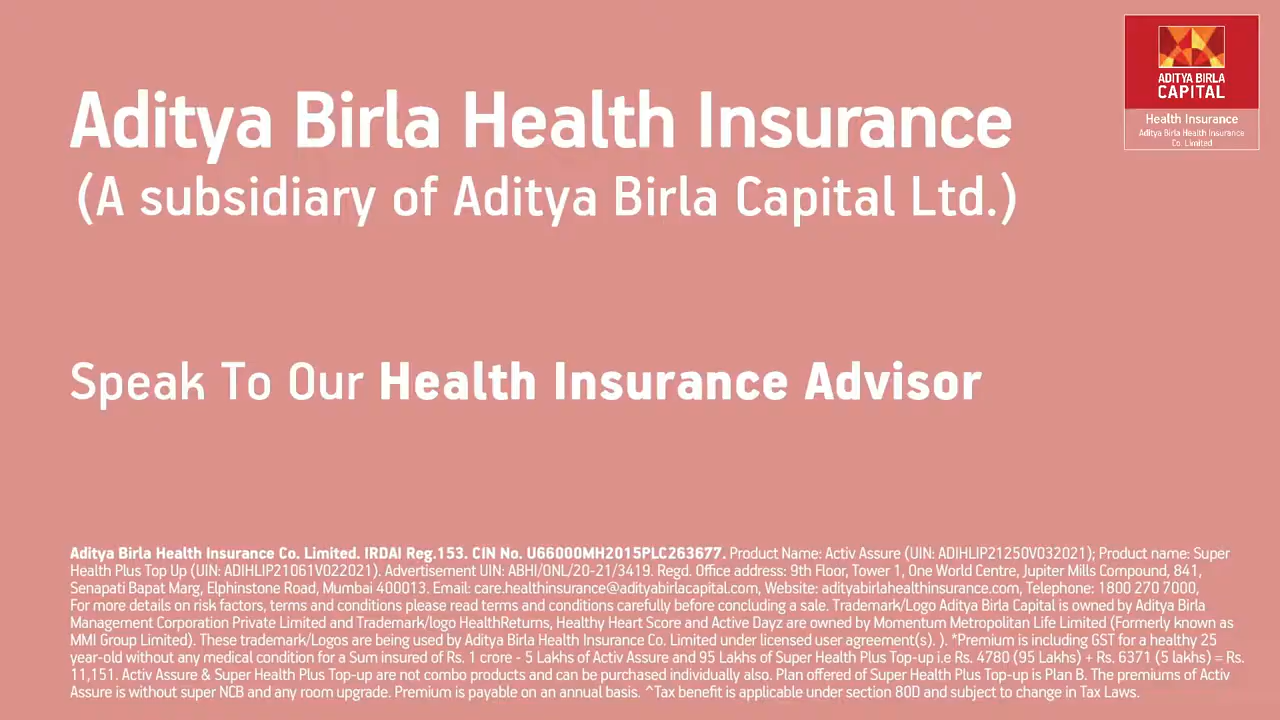 ADITYA BIRLA
CAPITAL
Health Insurance
Aditya Birla Health Insurance
Co. Limited
Aditya Birla Health Insurance
(A subsidiary of Aditya Birla Capital Ltd.)
Speak To Our Health Insurance Advisor
Aditya Birla Health Insurance Co. Limited. IRDAI Reg.153. CIN No. U66000MH2015PLC263677. Product Name: Activ Assure (UIN: ADIHLIP21250V032021); Product name: Super
Health Plus Top Up (UIN: ADIHLIP21061V022021). Advertisement UIN: ABHI/ONL/20-21/3419. Regd. Office address: 9th Floor, Tower 1, One World Centre, Jupiter Mills Compound, 841,
Senapati Bapat Marg, Elphinstone Road, Mumbai 400013. Email: care.healthinsurance@adityabirlacapital.com, Website: adityabirlahealthinsurance.com, Telephone: 1800 270 7000,
For more details on risk factors, terms and conditions please read terms and conditions carefully before concluding a sale. Trademark/Logo Aditya Birla Capital is owned by Aditya Birla
Management Corporation Private Limited and Trademark/logo HealthReturns, Healthy Heart Score and Active Dayz are owned by Momentum Metropolitan Life Limited (Formerly known as
MMI Group Limited). These trademark/Logos are being used by Aditya Birla Health Insurance Co. Limited under licensed user agreement(s). ). *Premium is including GST for a healthy 25
year-old without any medical condition for a Sum insured of Rs. 1 crore - 5 Lakhs of Activ Assure and 95 Lakhs of Super Health Plus Top-up i.e Rs. 4780 (95 Lakhs) + Rs. 6371 (5 lakhs) = Rs.
11,151. Activ Assure & Super Health Plus Top-up are not combo products and can be purchased individually also. Plan offered of Super Health Plus Top-up is Plan B. The premiums of Activ
Assure is without super NCB and any room upgrade. Premium is payable on an annual basis. ^Tax benefit is applicable under section 80D and subject to change in Tax Laws.